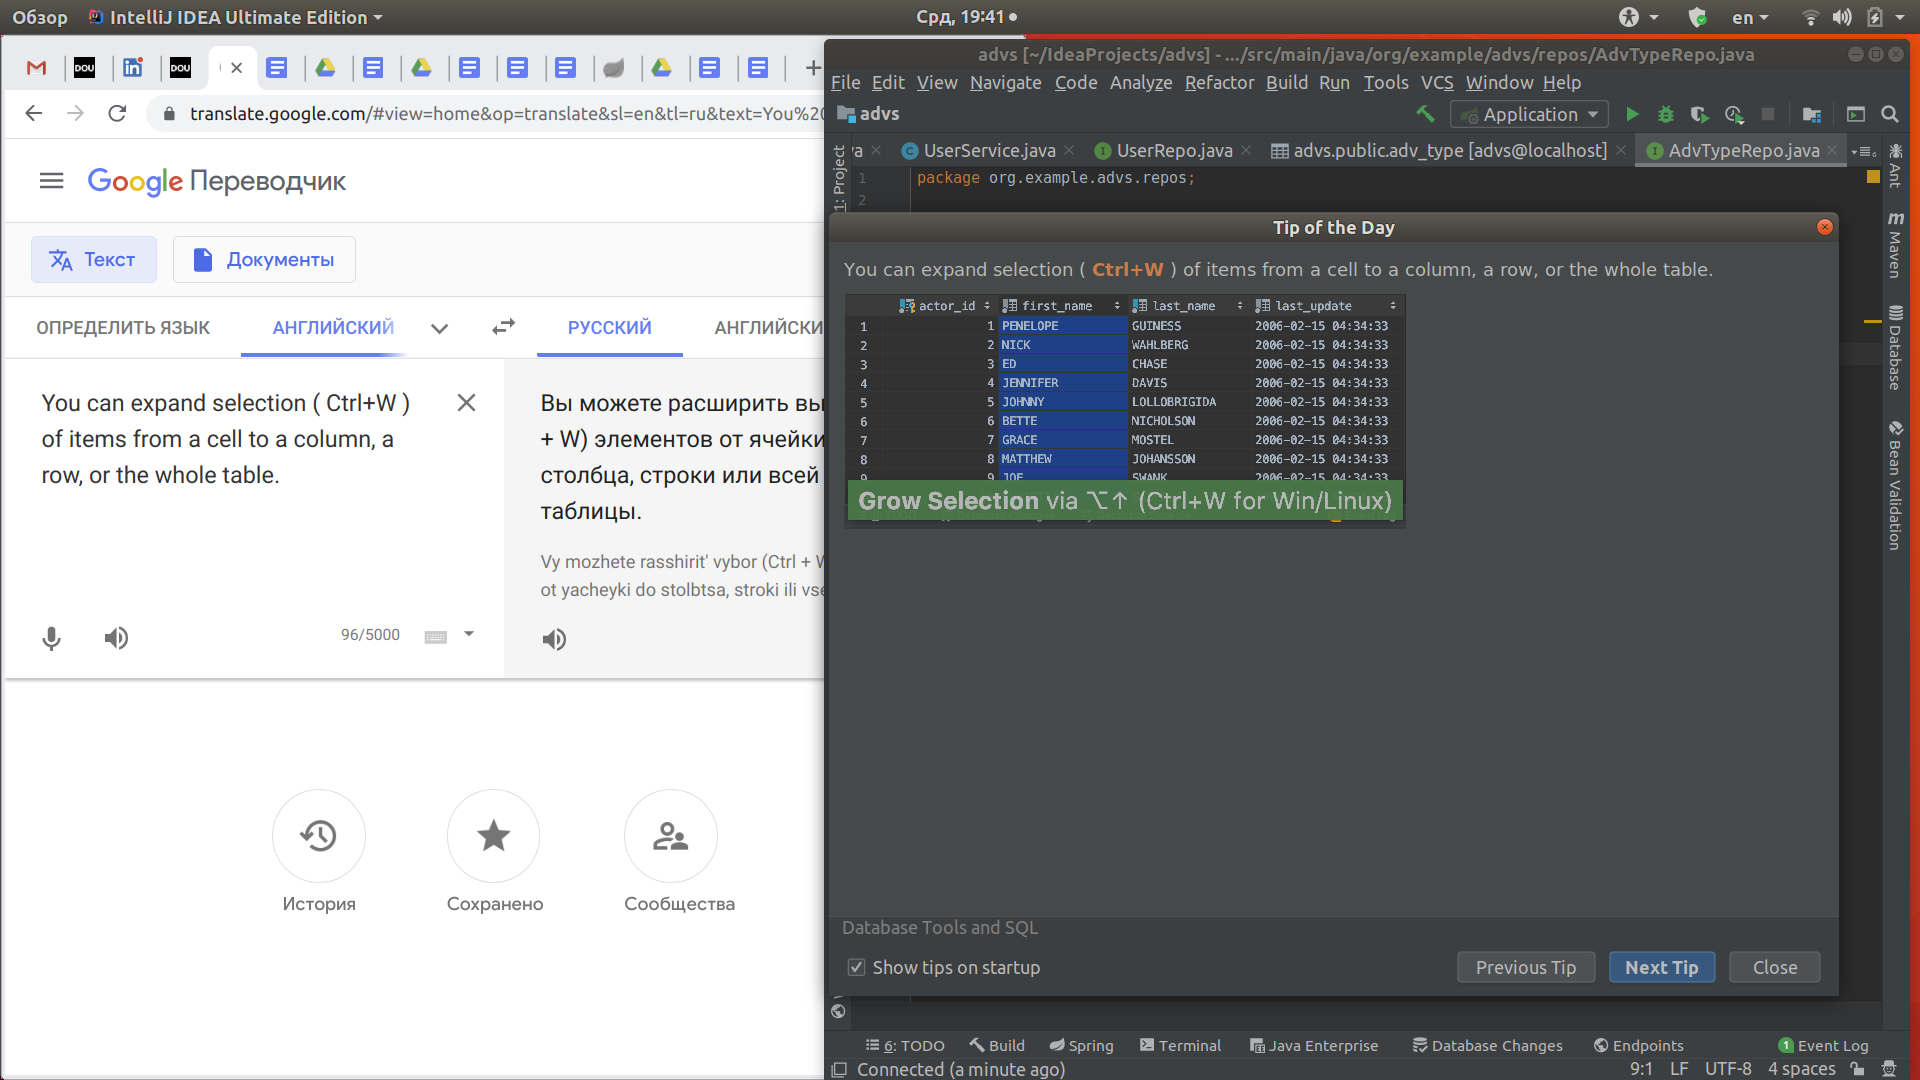 Обзор IntelliJ IDEA Ultimate Edition
Срд, 19:41
en
DOU
in
DOU
translate.google.com/#view=home&op=translate&sl=en&tl=ru&text=You%20
Google Переводчик
Текст
Документы
ОПРЕДЕЛИТЬ ЯЗЫК
АНГЛИЙСКИЙ
РУССКИЙ
АНГЛИЙСКИ
You can expand selection ( Ctrl+W )
of items from a cell to a column, a
row, or the whole table.
96/5000
Вы можете расширить вы
+ W) элементов от ячейки
столбца, строки или всей
таблицы.
Vy mozhete rasshirit' vybor (Ctrl + W
ot yacheyki do stolbtsa, stroki ili vse
История
Сохранено
Сообщества
advs [~/IdeaProjects/advs] - .../src/main/java/org/example/advs/repos/AdvTypeRepo.java
File Edit View Navigate Code Analyze Refactor Build Run Tools VCS Window Help
advs
Application
va
UserService.java
UserRepo.java
advs.public.adv_type [advs@localhost]
AdvTypeRepo.java
1: Project
1 package org.example.advs.repos;
2
Ant
Maven
Database
Bean Validation
Tip of the Day
You can expand selection ( Ctrl+W ) of items from a cell to a column, a row, or the whole table.
actor_id first_name last_name last_update
1 1 PENELOPE GUINESS 2006-02-15 04:34:33
2 2 NICK WAHLBERG 2006-02-15 04:34:33
3 3 ED CHASE 2006-02-15 04:34:33
4 4 JENNIFER DAVIS 2006-02-15 04:34:33
5 5 JOHNNY LOLLOBRIGIDA 2006-02-15 04:34:33
6 6 BETTE NICHOLSON 2006-02-15 04:34:33
7 7 GRACE MOSTEL 2006-02-15 04:34:33
8 8 MATTHEW JOHANSSON 2006-02-15 04:34:33
9 9 JOE SWANK 2006-02-15 04:34:33
Grow Selection via ⌥↑ (Ctrl+W for Win/Linux)
Database Tools and SQL
Show tips on startup
Previous Tip
Next Tip
Close
6: TODO
Build
Spring
Terminal
Java Enterprise
Database Changes
Endpoints
1 Event Log
Connected (a minute ago)
9:1 LF UTF-8 4 spaces